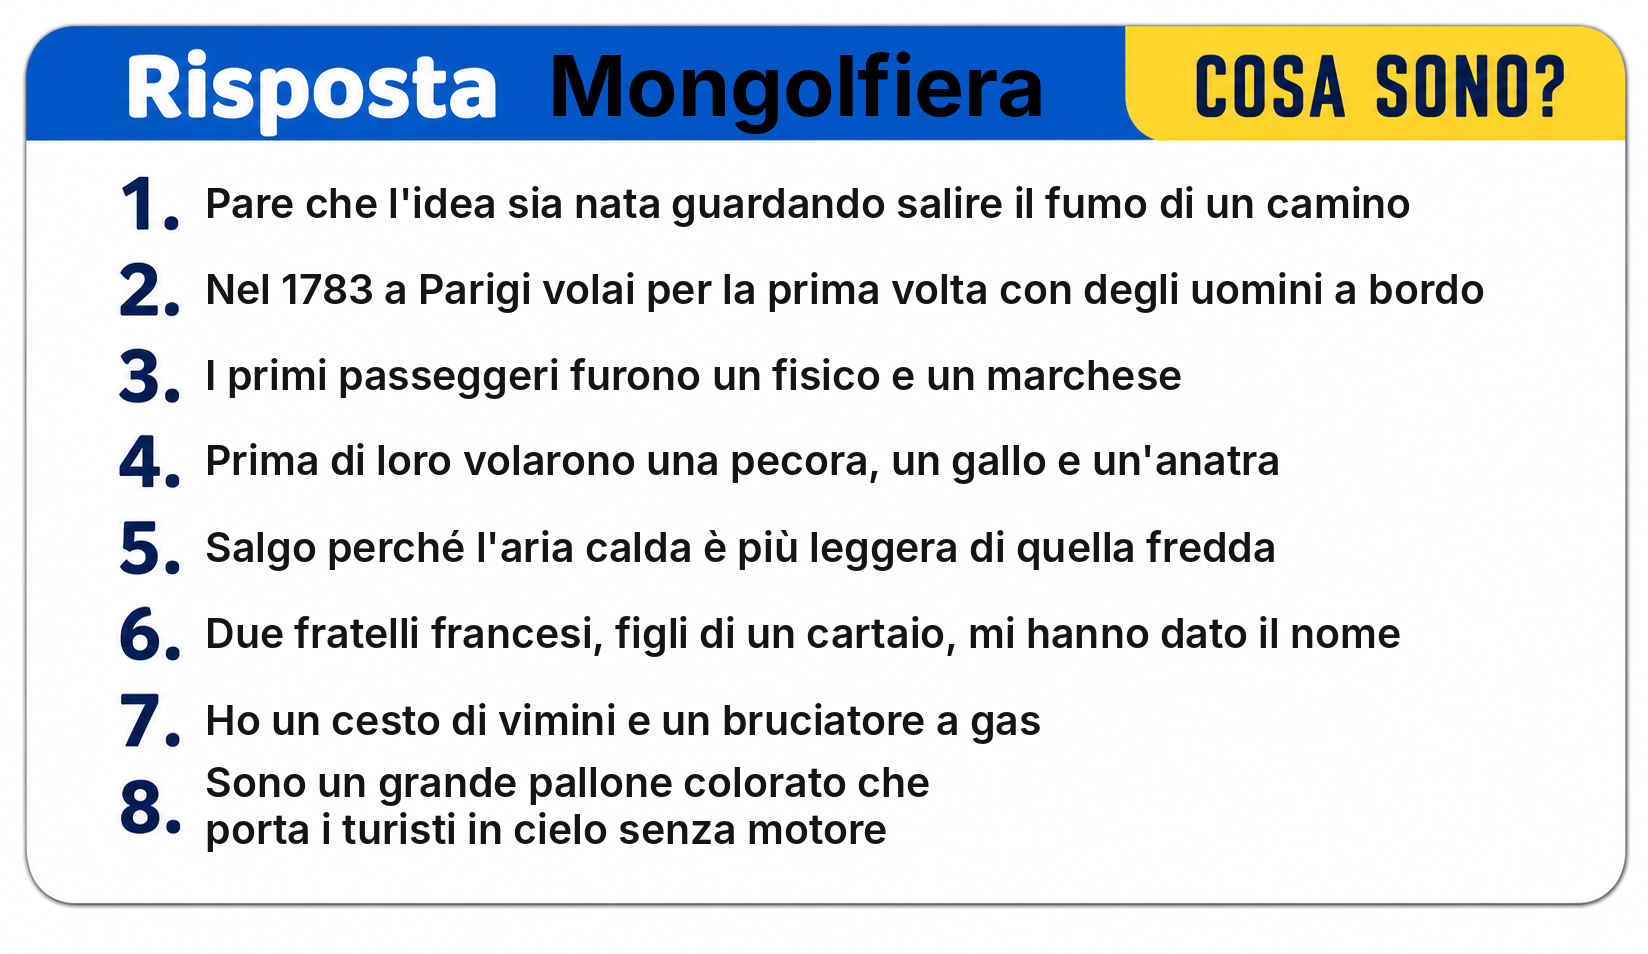 Risposta Mongolfiera COSA SONO?
1. Pare che l'idea sia nata guardando salire il fumo di un camino
2. Nel 1783 a Parigi volai per la prima volta con degli uomini a bordo
3. I primi passeggeri furono un fisico e un marchese
4. Prima di loro volarono una pecora, un gallo e un'anatra
5. Salgo perché l'aria calda è più leggera di quella fredda
6. Due fratelli francesi, figli di un cartaio, mi hanno dato il nome
7. Ho un cesto di vimini e un bruciatore a gas
8. Sono un grande pallone colorato che
porta i turisti in cielo senza motore